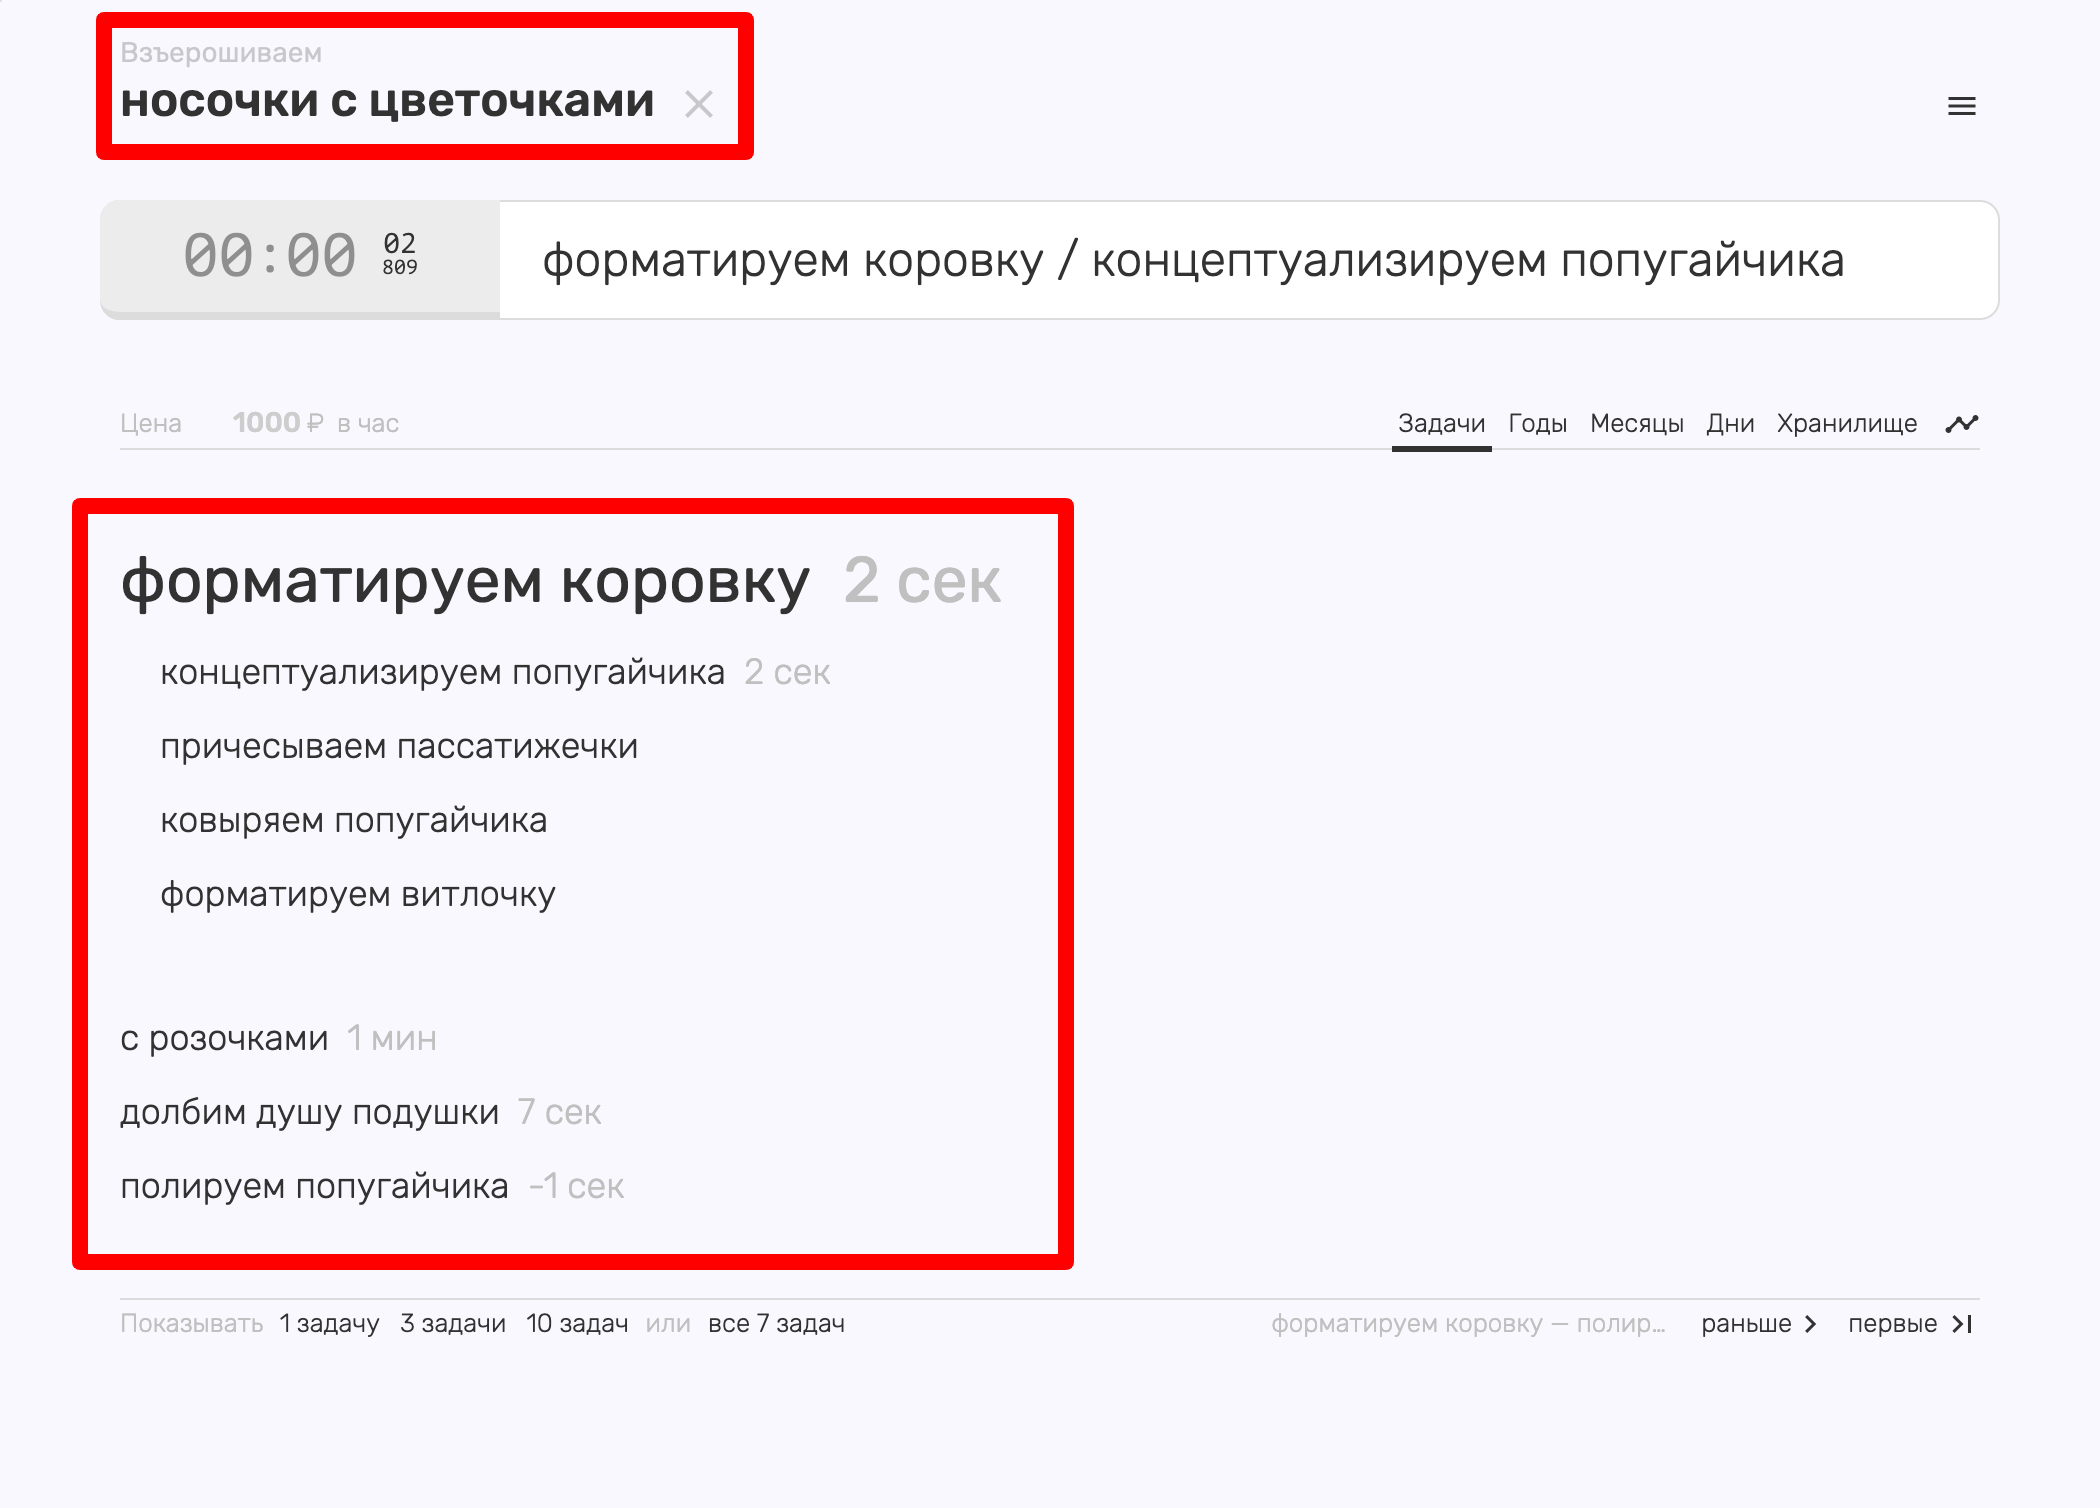 Взъерошиваем
носочки с цветочками
00:00 02
809
форматируем коровку / концептуализируем попугайчика
Цена 1000 ₽ в час
Задачи Годы Месяцы Дни Хранилище
форматируем коровку 2 сек
концептуализируем попугайчика 2 сек
причесываем пассатижечки
ковыряем попугайчика
форматируем витлочку
с розочками 1 мин
долбим душу подушки 7 сек
полируем попугайчика -1 сек
Показывать 1 задачу 3 задачи 10 задач или все 7 задач
форматируем коровку — полир... раньше первые